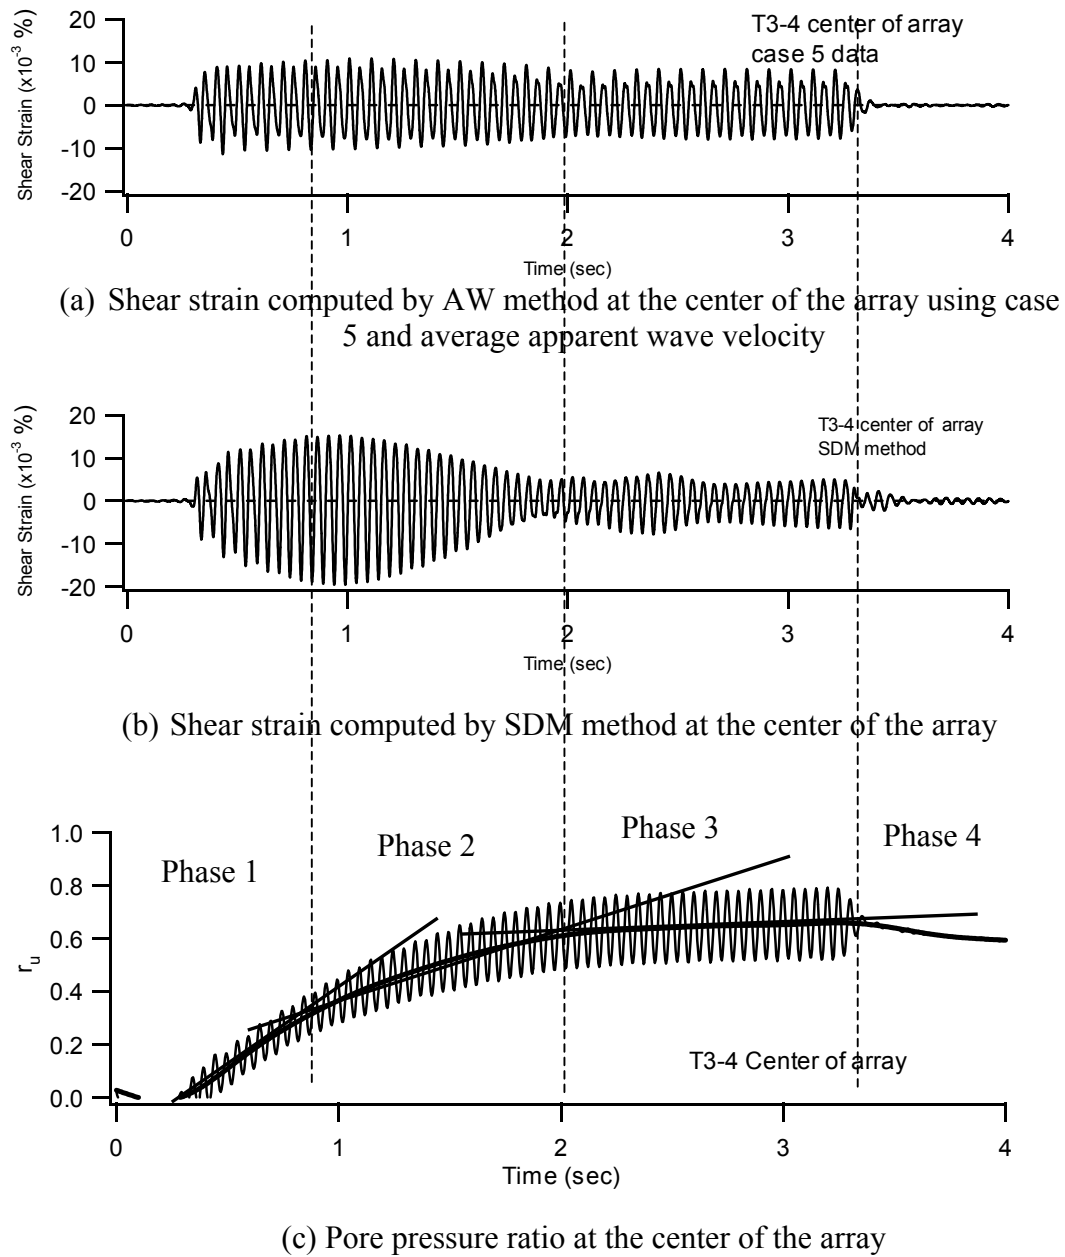 20
10
0
-10
-20
Shear Strain (x10⁻³ %)
T3-4 center of array
case 5 data
0 1 2 3 4
Time (sec)
(a) Shear strain computed by AW method at the center of the array using case
5 and average apparent wave velocity
20
10
0
-10
-20
Shear Strain (x10⁻³ %)
T3-4 center of array
SDM method
0 1 2 3 4
Time (sec)
(b) Shear strain computed by SDM method at the center of the array
1.0
0.8
0.6
0.4
0.2
0.0
rᵤ
Phase 1
Phase 2
Phase 3
Phase 4
T3-4 Center of array
0 1 2 3 4
Time (sec)
(c) Pore pressure ratio at the center of the array